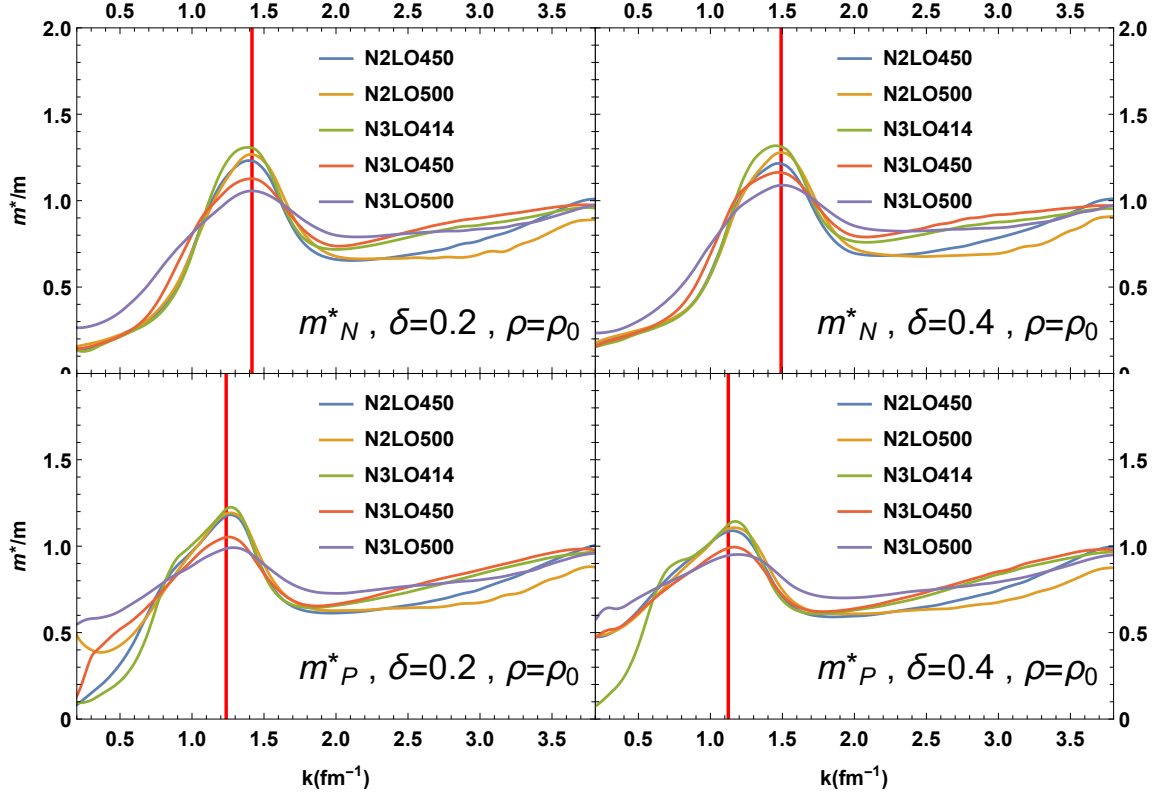 0.5 1.0 1.5 2.0 2.5 3.0 3.5 0.5 1.0 1.5 2.0 2.5 3.0 3.5
2.0 2.0
N2LO450 N2LO450
N2LO500 N2LO500
1.5 1.5
N3LO414 N3LO414
N3LO450 N3LO450
N3LO500 N3LO500
m*/m 1.0 1.0
0.5 0.5
m*N , δ=0.2 , ρ=ρ0 m*N , δ=0.4 , ρ=ρ0
0 0
N2LO450 N2LO450
N2LO500 N2LO500
1.5 1.5
N3LO414 N3LO414
N3LO450 N3LO450
N3LO500 N3LO500
m*/m 1.0 1.0
0.5 0.5
m*P , δ=0.2 , ρ=ρ0 m*P , δ=0.4 , ρ=ρ0
0 0
0.5 1.0 1.5 2.0 2.5 3.0 3.5 0.5 1.0 1.5 2.0 2.5 3.0 3.5
k(fm⁻¹) k(fm⁻¹)